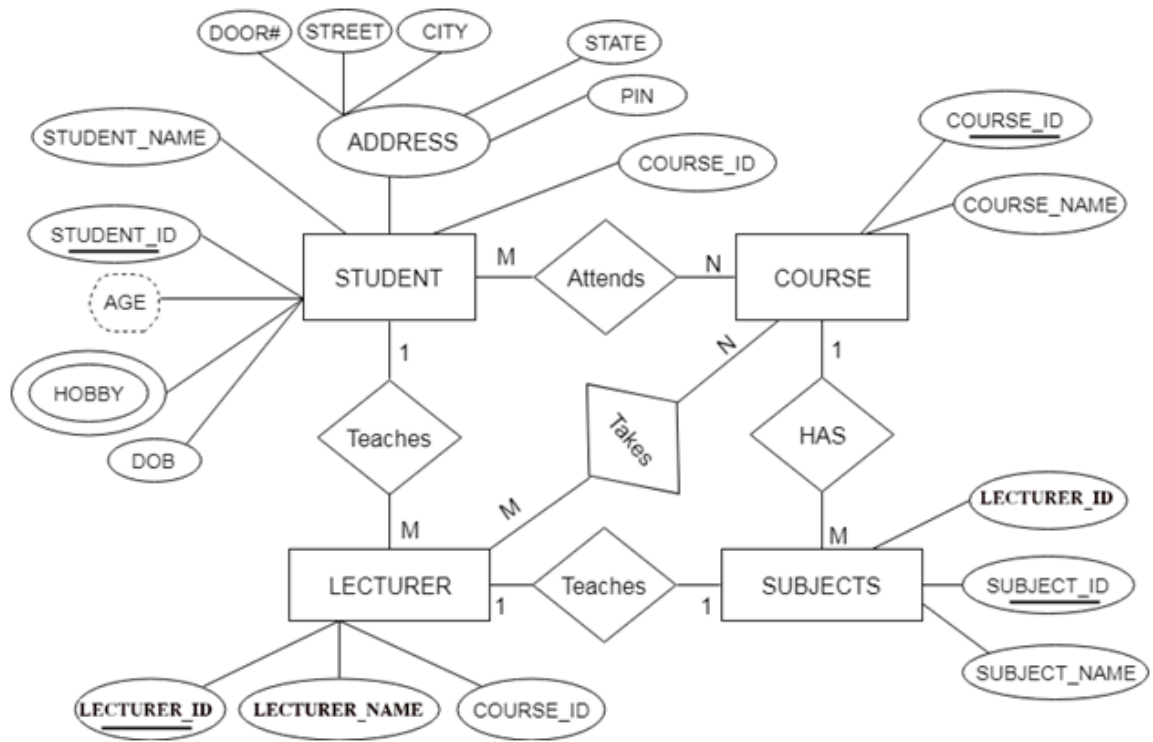 DOOR#
STREET
CITY
STATE
PIN
STUDENT_NAME
ADDRESS
COURSE_ID
COURSE_ID
COURSE_NAME
STUDENT_ID
STUDENT
M
Attends
N
COURSE
AGE
HOBBY
DOB
1
Teaches
M
N
Takes
M
1
HAS
M
LECTURER_ID
LECTURER
1
Teaches
1
SUBJECTS
SUBJECT_ID
SUBJECT_NAME
LECTURER_ID
LECTURER_NAME
COURSE_ID